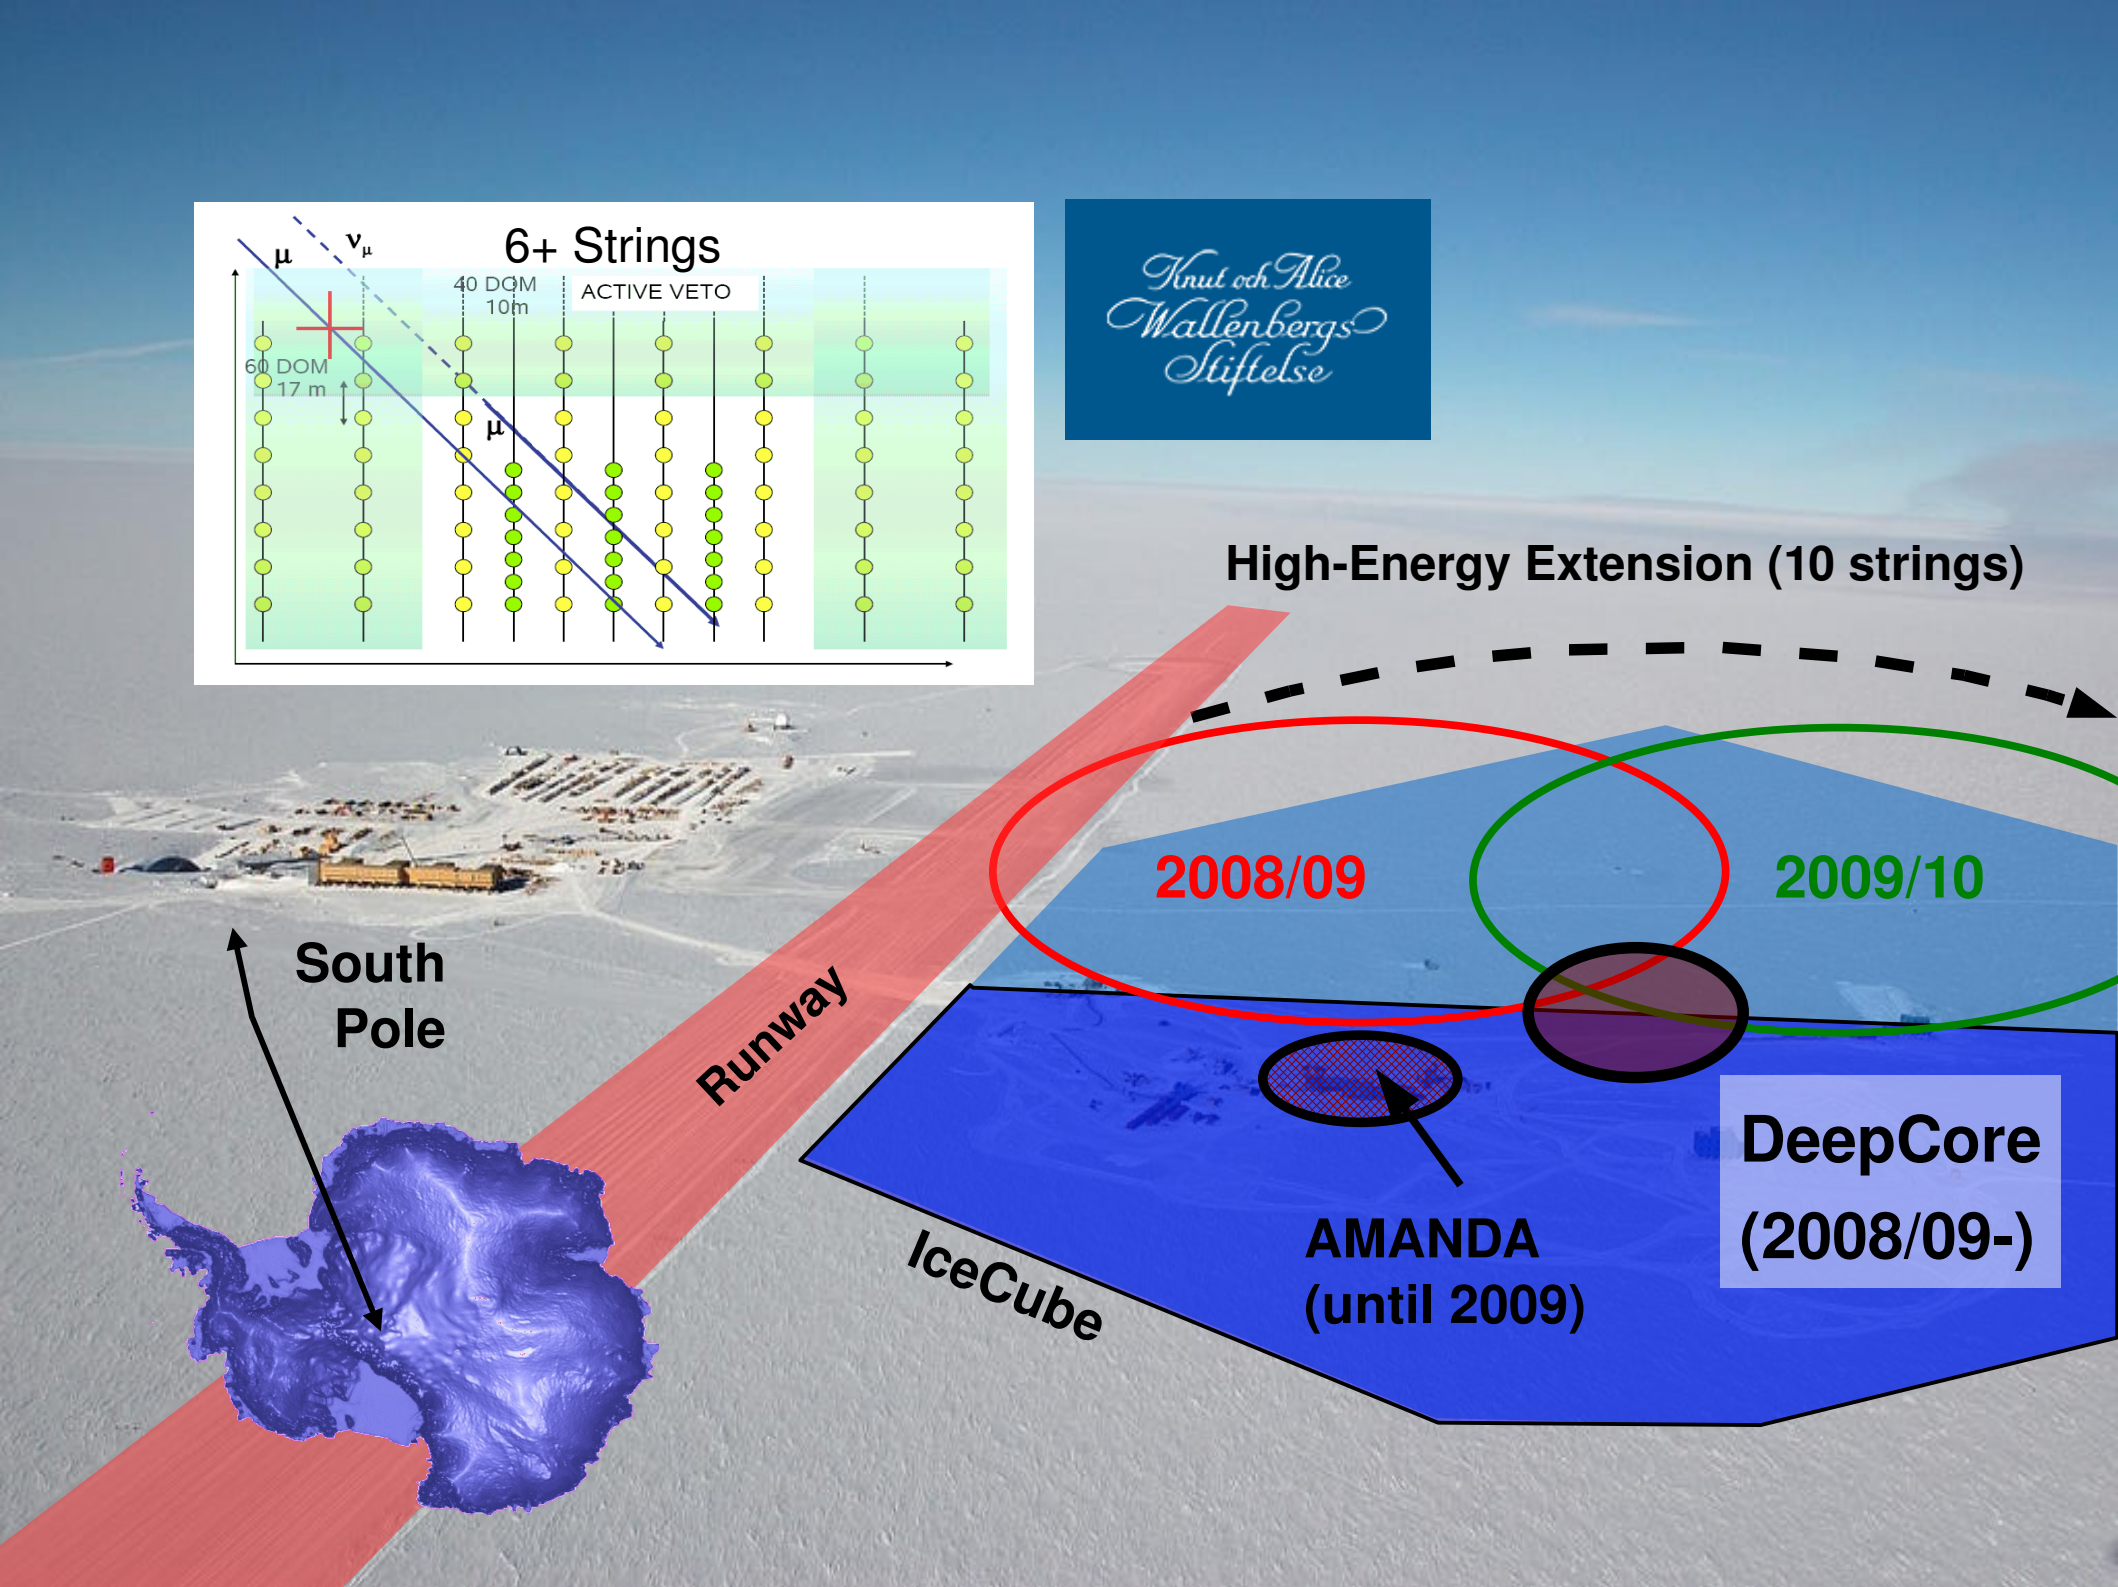 6+ Strings
μ
νμ
40 DOM
10m
ACTIVE VETO
60 DOM
17 m
μ
Knut och Alice
Wallenbergs
Stiftelse
High-Energy Extension (10 strings)
2008/09
2009/10
South
Pole
Runway
DeepCore
(2008/09-)
AMANDA
(until 2009)
IceCube